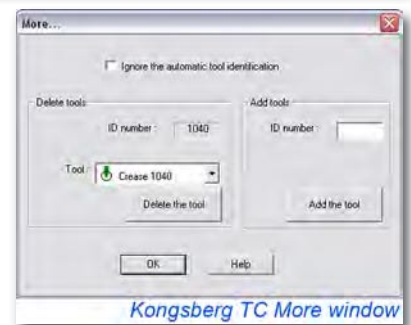 More...
Ignore the automatic tool identification
Delete tools
ID number : 1040
Tool : Crease 1040
Delete the tool
Add tools
ID number :
Add the tool
OK
Help
Kongsberg TC More window